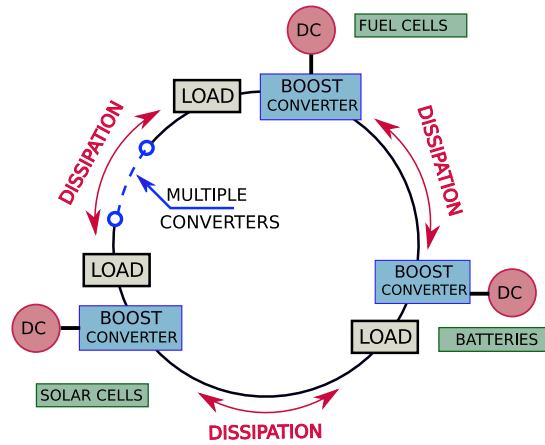 DC
FUEL CELLS
LOAD
BOOST
CONVERTER
DISSIPATION
DISSIPATION
MULTIPLE
CONVERTERS
LOAD
BOOST
CONVERTER
DC
DC
BOOST
CONVERTER
LOAD
BATTERIES
SOLAR CELLS
DISSIPATION